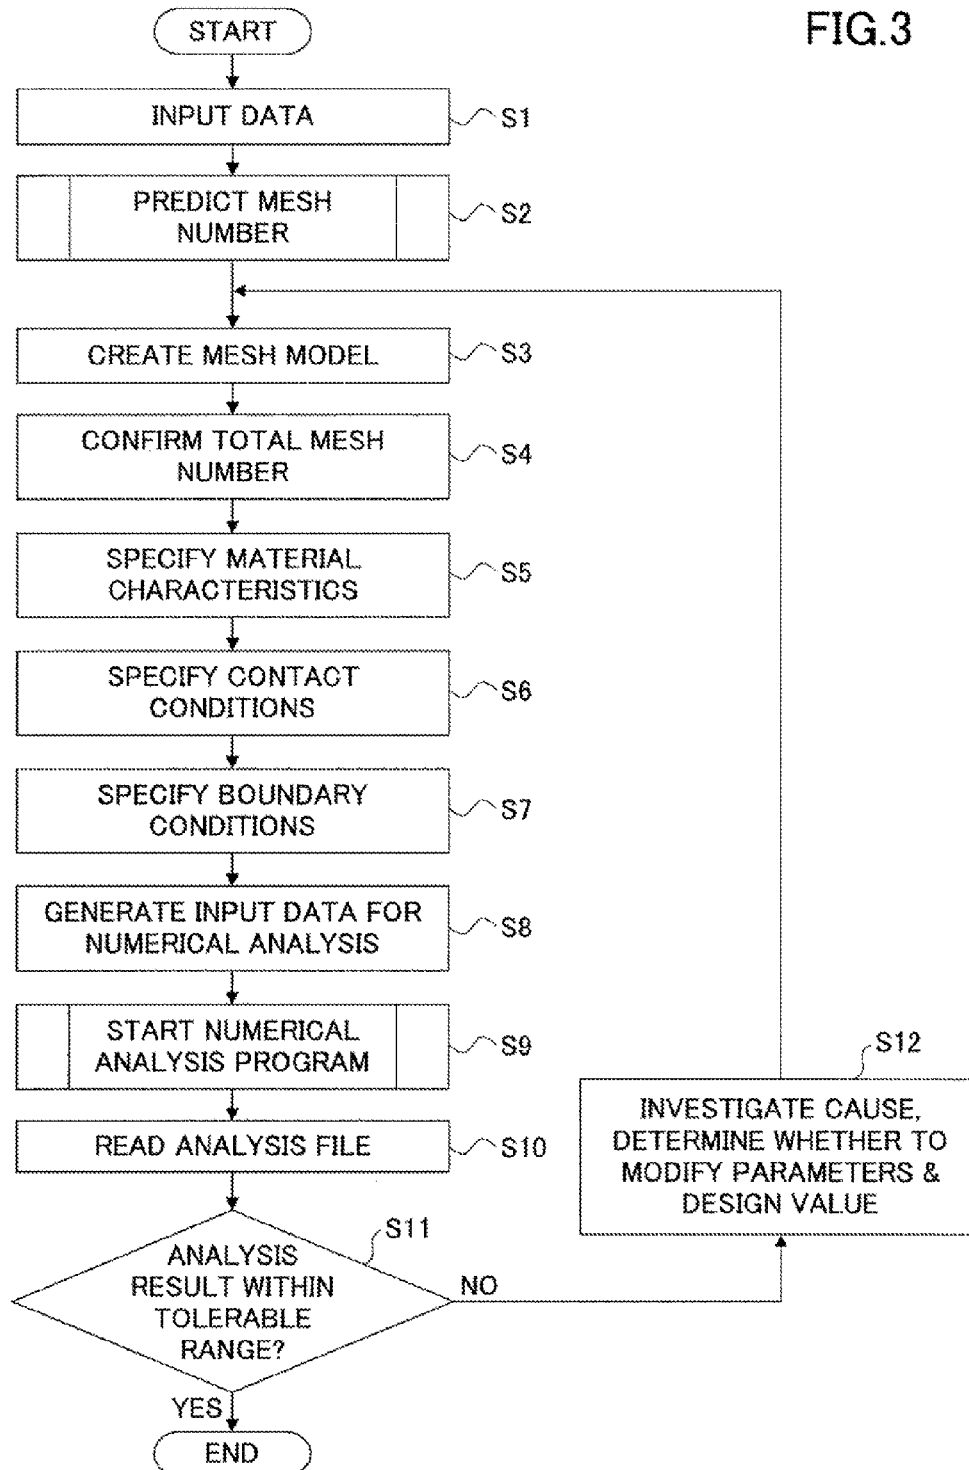 FIG.3
START
INPUT DATA
S1
PREDICT MESH
NUMBER
S2
CREATE MESH MODEL
S3
CONFIRM TOTAL MESH
NUMBER
S4
SPECIFY MATERIAL
CHARACTERISTICS
S5
SPECIFY CONTACT
CONDITIONS
S6
SPECIFY BOUNDARY
CONDITIONS
S7
GENERATE INPUT DATA FOR
NUMERICAL ANALYSIS
S8
START NUMERICAL
ANALYSIS PROGRAM
S9
READ ANALYSIS FILE
S10
ANALYSIS
RESULT WITHIN
TOLERABLE
RANGE?
S11
NO
S12
INVESTIGATE CAUSE,
DETERMINE WHETHER TO
MODIFY PARAMETERS &
DESIGN VALUE
YES
END